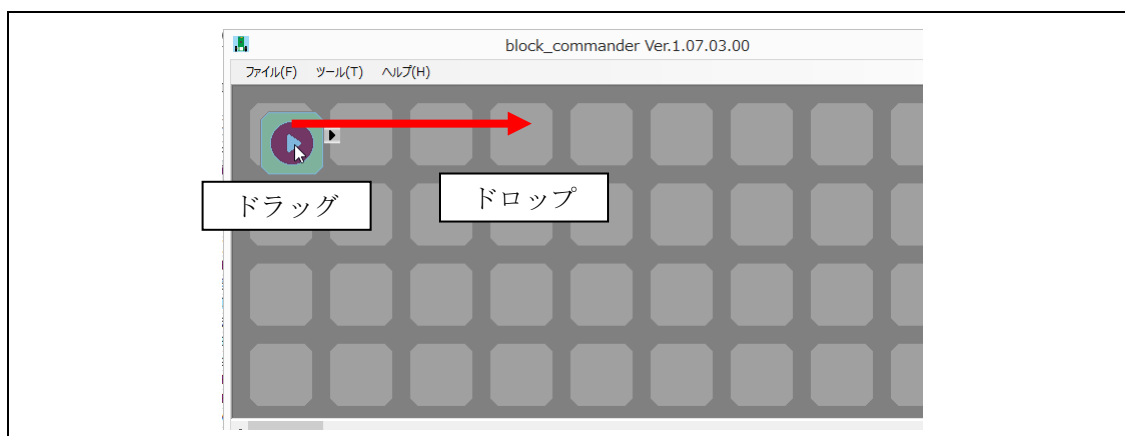 block_commander Ver.1.07.03.00
ファイル(F) ツール(T) ヘルプ(H)
ドラッグ
ドロップ